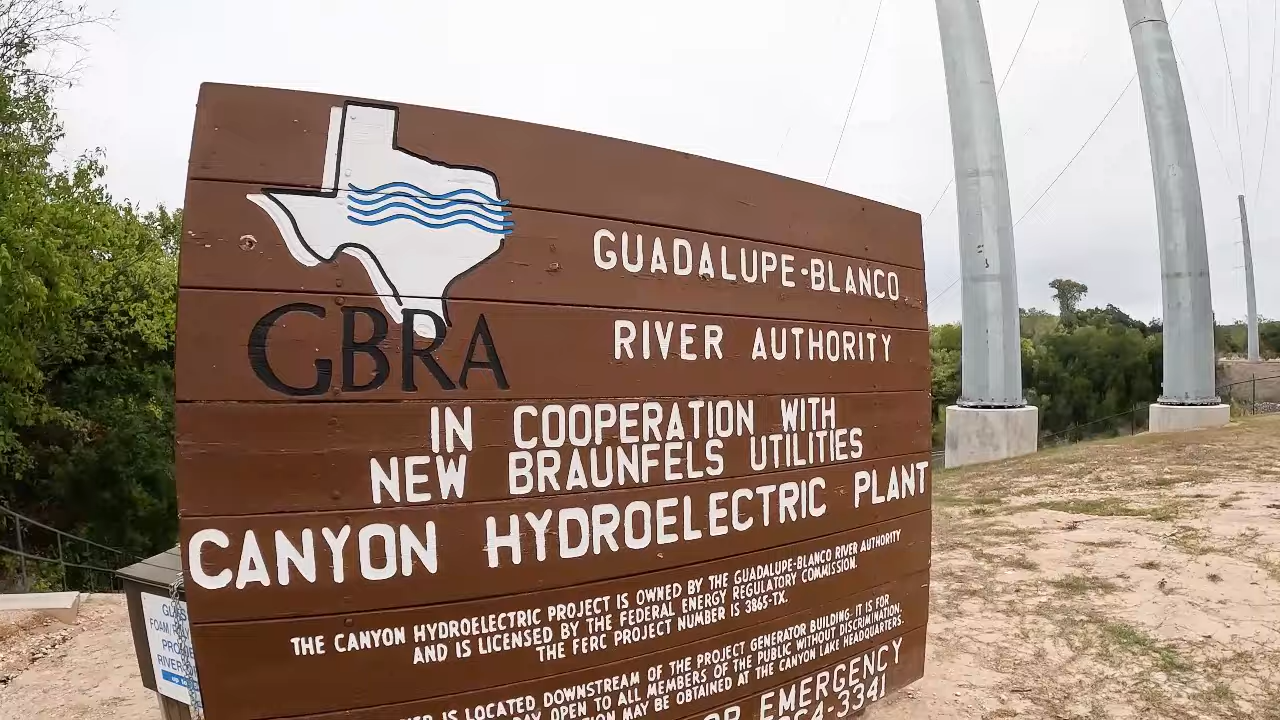 GBRA
GUADALUPE-BLANCO
RIVER AUTHORITY
IN COOPERATION WITH
NEW BRAUNFELS UTILITIES
CANYON HYDROELECTRIC PLANT
THE CANYON HYDROELECTRIC PROJECT IS OWNED BY THE GUADALUPE-BLANCO RIVER AUTHORITY
AND IS LICENSED BY THE FEDERAL ENERGY REGULATORY COMMISSION.
THE FERC PROJECT NUMBER IS 3865-TX.
IS LOCATED DOWNSTREAM OF THE PROJECT GENERATOR BUILDING. IT IS FOR
DAY, OPEN TO ALL MEMBERS OF THE PUBLIC WITHOUT DISCRIMINATION.
MAY BE OBTAINED AT THE CANYON LAKE HEADQUARTERS.
OR EMERGENCY
64-3341